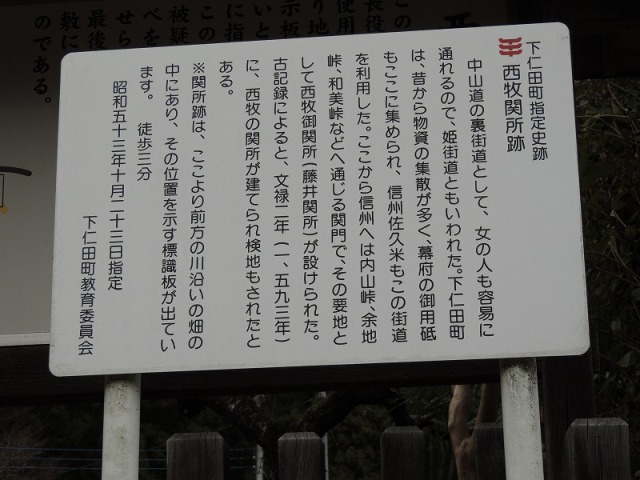 下仁田町指定史跡
西牧関所跡
中山道の裏街道として、女の人も容易に
通れるので、姫街道ともいわれた。下仁田町
は、昔から物資の集散が多く、幕府の御用砥
もここに集められ、信州佐久米もこの街道
を利用した。ここから信州へは内山峠、余地
峠、和美峠などへ通じる関門で、その要地と
して西牧御関所(藤井関所)が設けられた。
古記録によると、文禄二年(一、五九三年)
に、西牧の関所が建てられ検地もされたと
ある。
※関所跡は、ここより前方の川沿いの畑の
中にあり、その位置を示す標識板が出てい
ます。 徒歩三分
昭和五十三年十月二十三日指定
下仁田町教育委員会
のである。